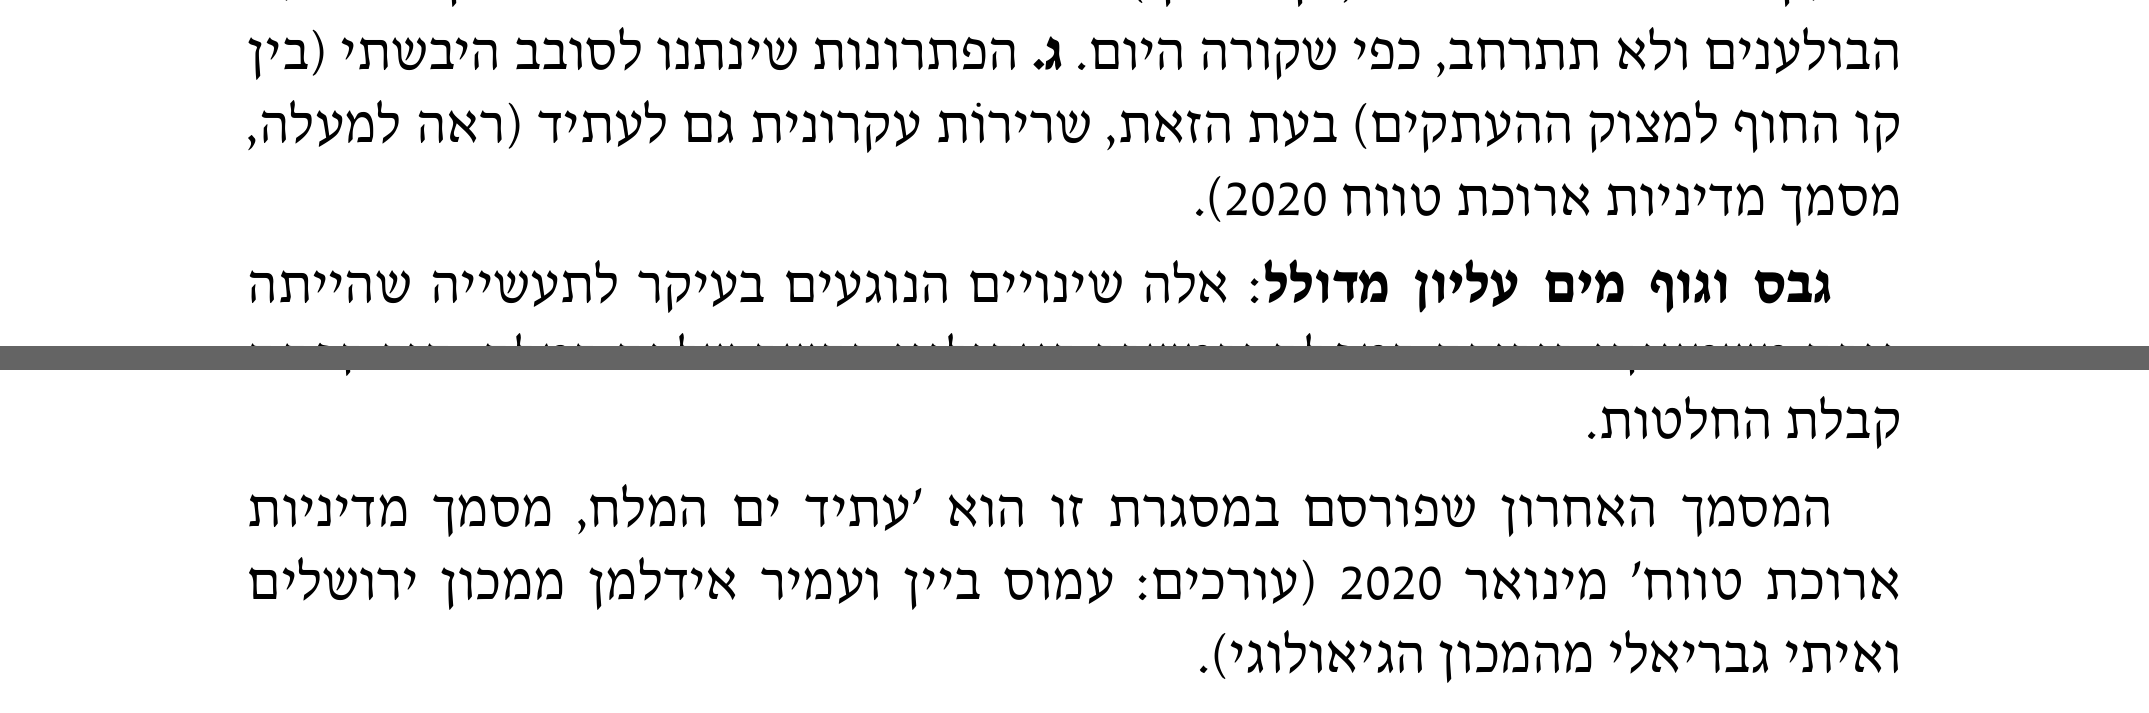 הבולענים ולא תתרחב, כפי שקורה היום. ג. הפתרונות שינתנו לסובב היבשתי (בין
קו החוף למצוק ההעתקים) בעת הזאת, שרירוֹת עקרונית גם לעתיד (ראה למעלה,
מסמך מדיניות ארוכת טווח 2020).
גבס וגוף מים עליון מדולל: אלה שינויים הנוגעים בעיקר לתעשייה שהייתה
קבלת החלטות.
המסמך האחרון שפורסם במסגרת זו הוא 'עתיד ים המלח, מסמך מדיניות
ארוכת טווח' מינואר 2020 (עורכים: עמוס ביין ועמיר אידלמן ממכון ירושלים
ואיתי גבריאלי מהמכון הגיאולוגי).